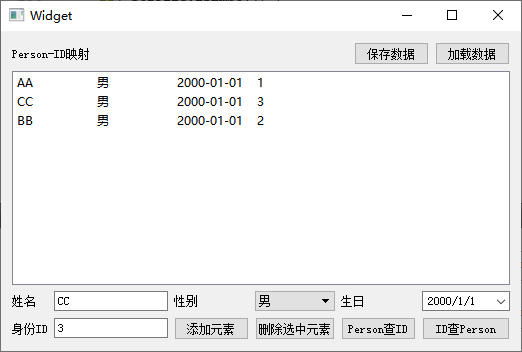 Widget
Person-ID映射 保存数据 加载数据
AA 男 2000-01-01 1
CC 男 2000-01-01 3
BB 男 2000-01-01 2
姓名 CC 性别 男 生日 2000/1/1
身份ID 3 添加元素 删除选中元素 Person查ID ID查Person